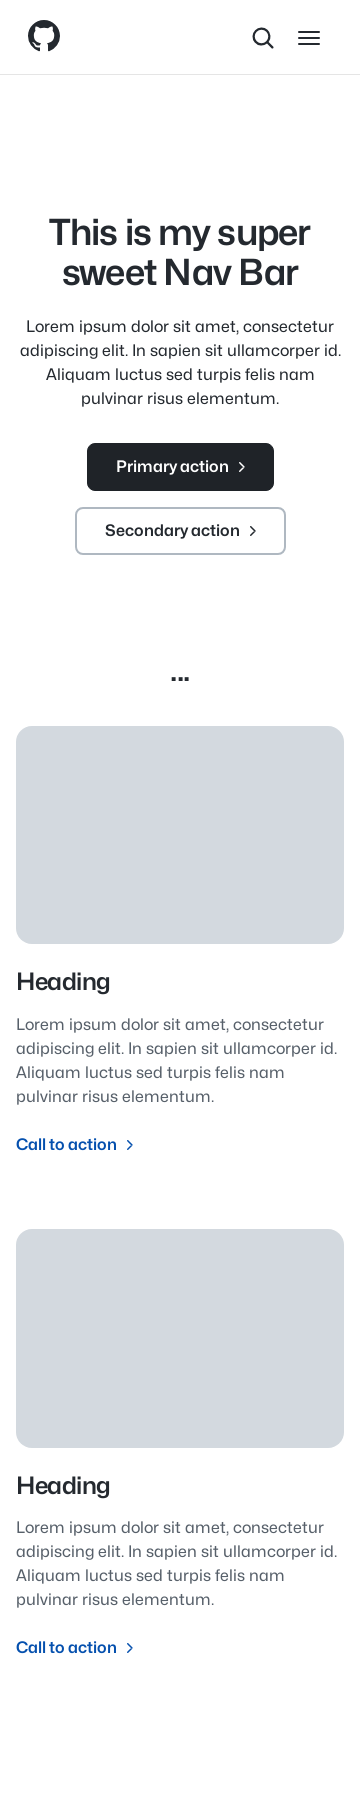 This is my super
sweet Nav Bar
Lorem ipsum dolor sit amet, consectetur
adipiscing elit. In sapien sit ullamcorper id.
Aliquam luctus sed turpis felis nam
pulvinar risus elementum.
Primary action
Secondary action
...
Heading
Lorem ipsum dolor sit amet, consectetur
adipiscing elit. In sapien sit ullamcorper id.
Aliquam luctus sed turpis felis nam
pulvinar risus elementum.
Call to action
Heading
Lorem ipsum dolor sit amet, consectetur
adipiscing elit. In sapien sit ullamcorper id.
Aliquam luctus sed turpis felis nam
pulvinar risus elementum.
Call to action